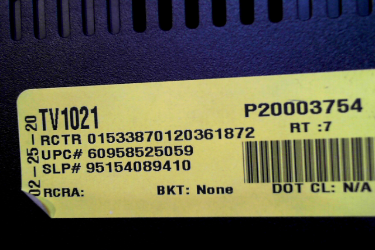 02-25-20
TV1021
P20003754
RCTR 01533870120361872
RT :7
UPC# 60958525059
SLP# 95154089410
RCRA:
BKT: None
DOT CL: N/A